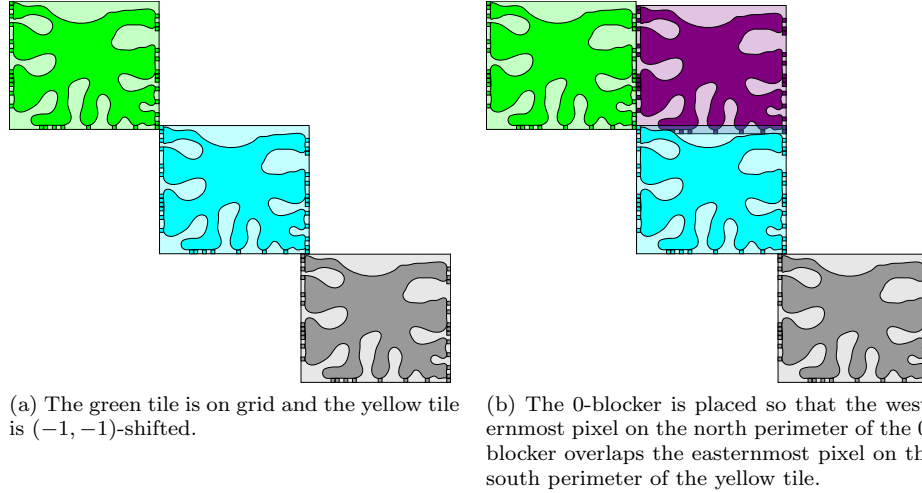 (a) The green tile is on grid and the yellow tile
is (−1, −1)-shifted.
(b) The 0-blocker is placed so that the west-
ernmost pixel on the north perimeter of the 0-
blocker overlaps the easternmost pixel on the
south perimeter of the yellow tile.